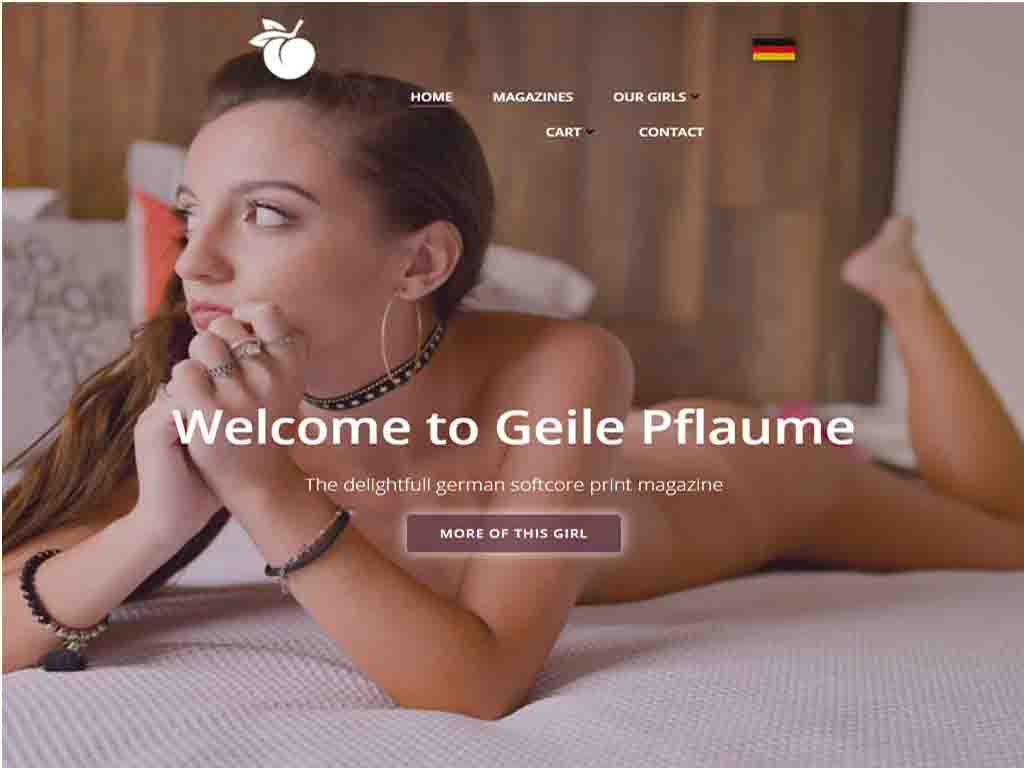 HOME MAGAZINES OUR GIRLS
CART CONTACT
Welcome to Geile Pflaume
The delightfull german softcore print magazine
MORE OF THIS GIRL